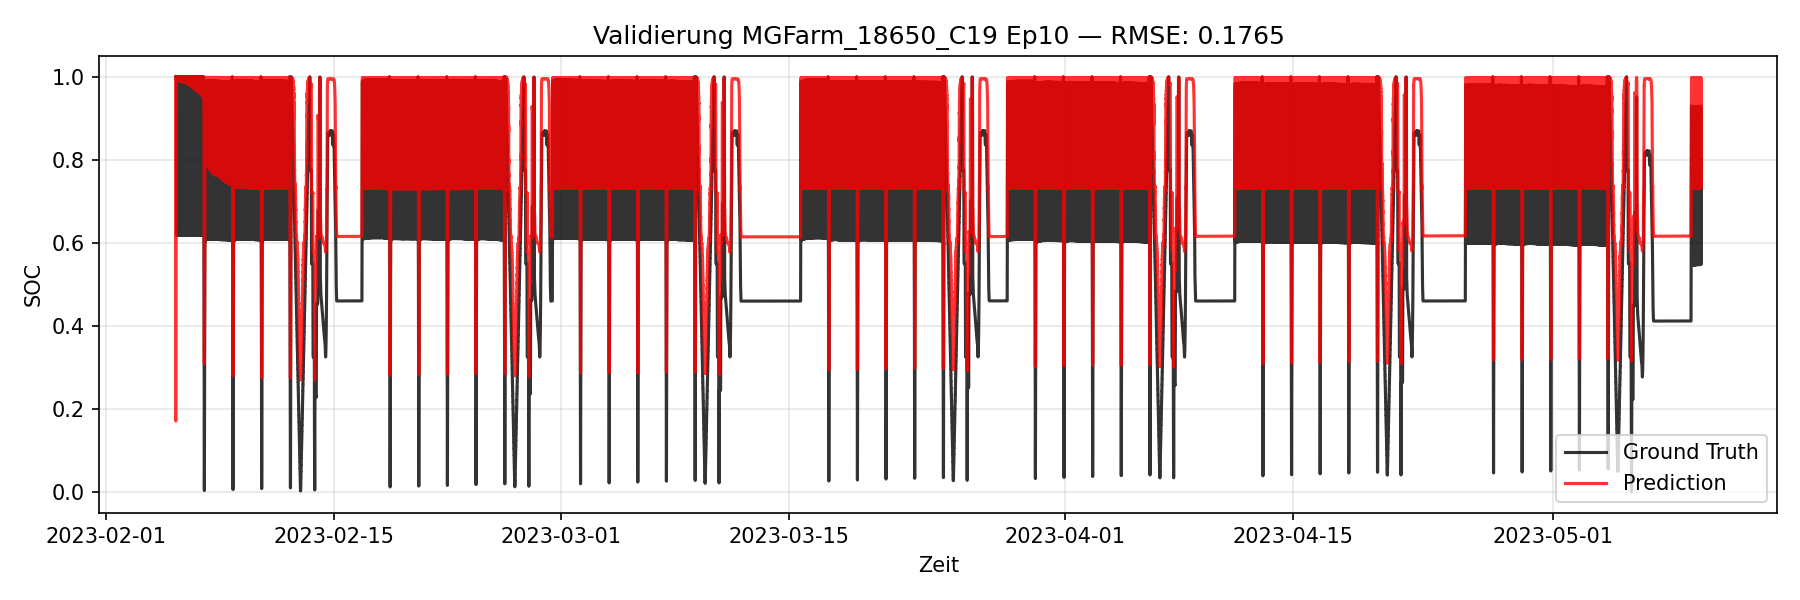 Validierung MGFarm_18650_C19 Ep10 — RMSE: 0.1765
SOC
1.0
0.8
0.6
0.4
0.2
0.0
Ground Truth
Prediction
2023-02-01
2023-02-15
2023-03-01
2023-03-15
2023-04-01
2023-04-15
2023-05-01
Zeit